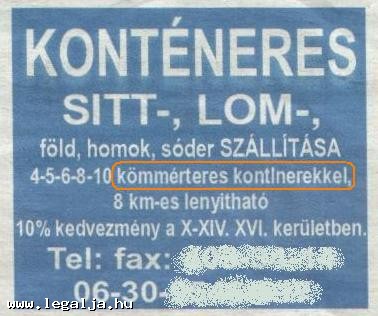 KONTÉNERES
SITT-, LOM-,
föld, homok, sóder SZÁLLÍTÁSA
4-5-6-8-10 kömmérteres kontinerekkel,
8 km-es lenyitható
10% kedvezmény a X-XIV. XVI. kerületben.
Tel: fax:
06-30-
www.legalja.hu